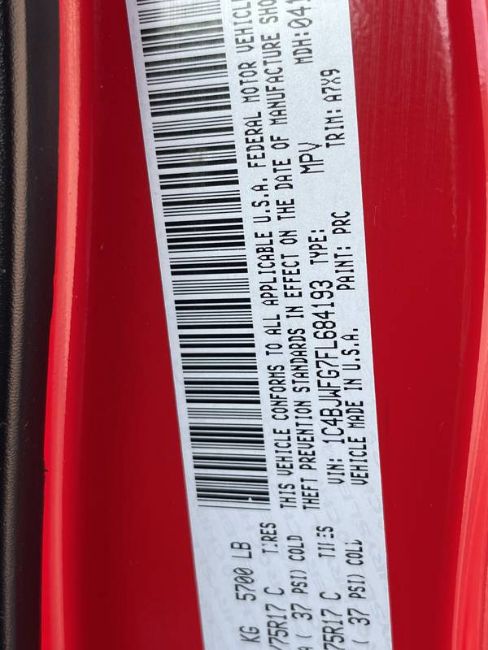 KG 5700 LB
75R17 C TIRES
( 37 PSI) COLD
75R17 C TIRES
( 37 PSI) COLD
THIS VEHICLE CONFORMS TO ALL APPLICABLE U.S.A. FEDERAL MOTOR VEHICLE
THEFT PREVENTION STANDARDS IN EFFECT ON THE DATE OF MANUFACTURE SHO
VIN: 1C4BJWFG7FL684193 TYPE: MPV MDH:041
VEHICLE MADE IN U.S.A. PAINT: PRC TRIM: A7X9